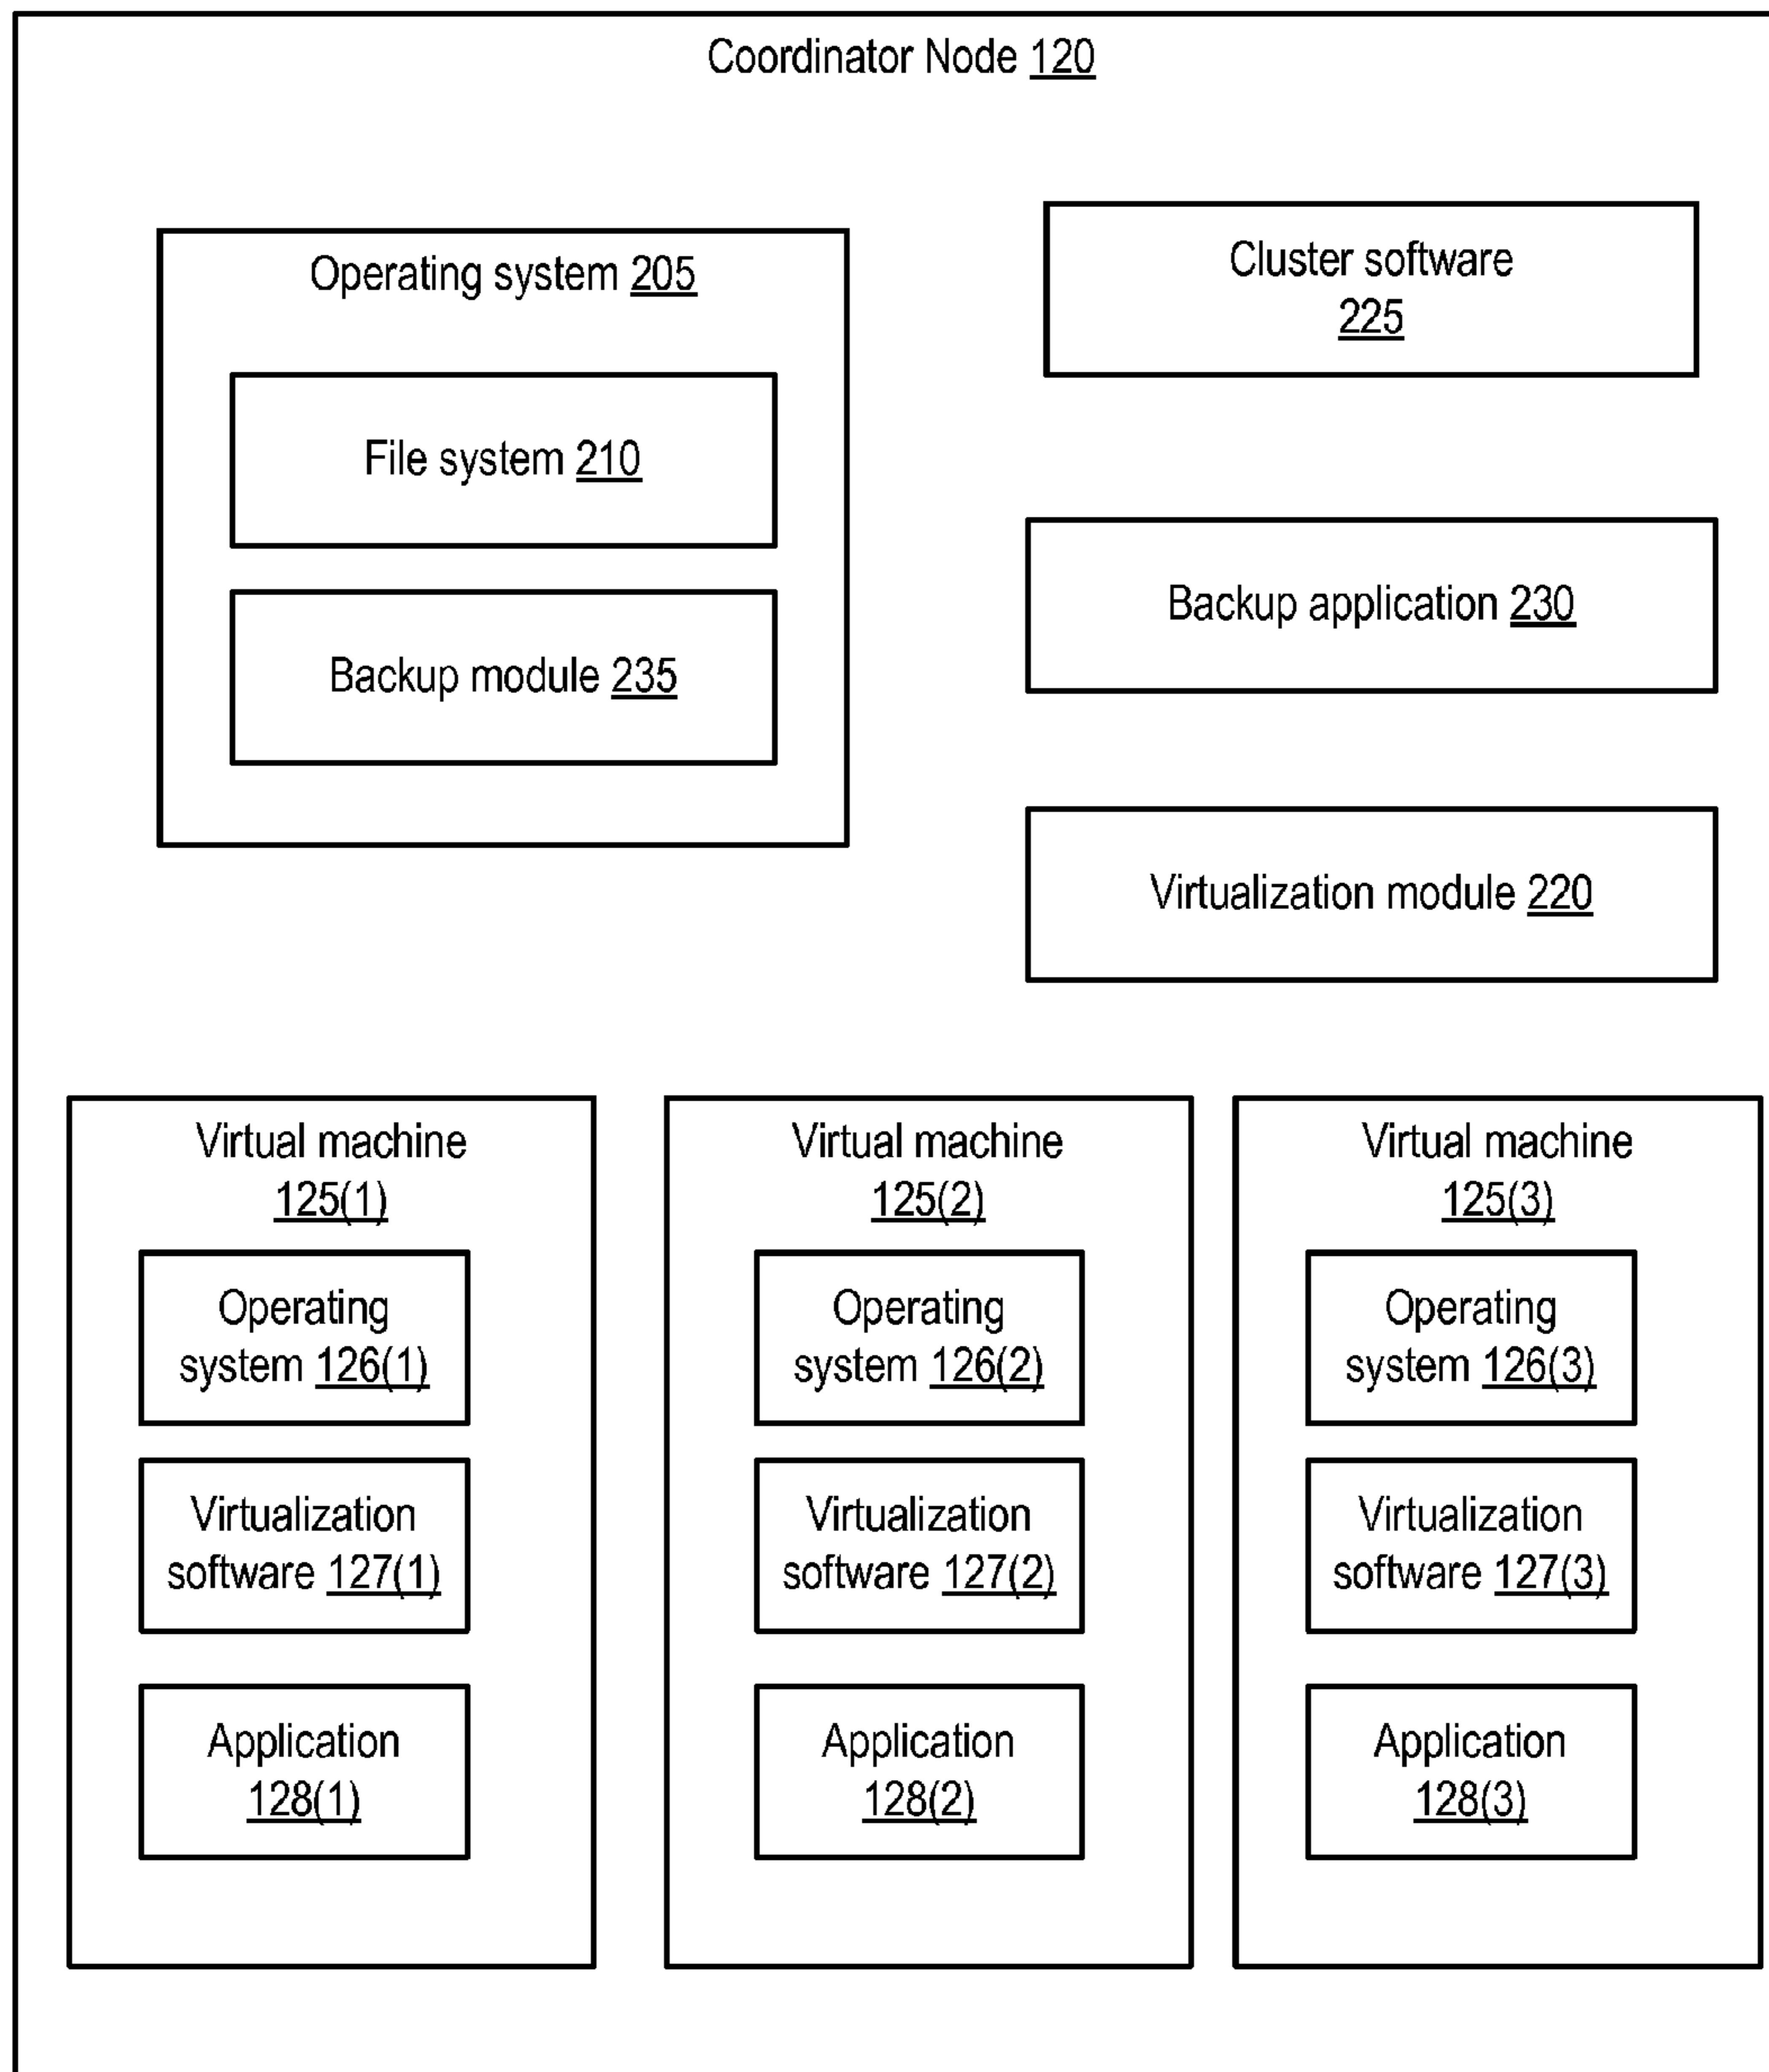 Coordinator Node 120
Operating system 205
File system 210
Backup module 235
Cluster software
225
Backup application 230
Virtualization module 220
Virtual machine
125(1)
Operating
system 126(1)
Virtualization
software 127(1)
Application
128(1)
Virtual machine
125(2)
Operating
system 126(2)
Virtualization
software 127(2)
Application
128(2)
Virtual machine
125(3)
Operating
system 126(3)
Virtualization
software 127(3)
Application
128(3)